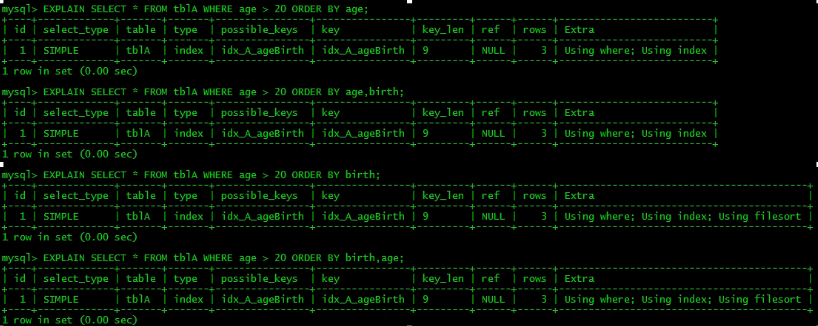 mysql> EXPLAIN SELECT * FROM tblA WHERE age > 20 ORDER BY age;
+----+-------------+-------+-------+---------------+---------------+---------+------+------+--------------------------+
| id | select_type | table | type | possible_keys | key | key_len | ref | rows | Extra |
+----+-------------+-------+-------+---------------+---------------+---------+------+------+--------------------------+
| 1 | SIMPLE | tblA | index | idx_A_ageBirth | idx_A_ageBirth | 9 | NULL | 3 | Using where; Using index |
+----+-------------+-------+-------+---------------+---------------+---------+------+------+--------------------------+
1 row in set (0.00 sec)
mysql> EXPLAIN SELECT * FROM tblA WHERE age > 20 ORDER BY age,birth;
+----+-------------+-------+-------+---------------+---------------+---------+------+------+--------------------------+
| id | select_type | table | type | possible_keys | key | key_len | ref | rows | Extra |
+----+-------------+-------+-------+---------------+---------------+---------+------+------+--------------------------+
| 1 | SIMPLE | tblA | index | idx_A_ageBirth | idx_A_ageBirth | 9 | NULL | 3 | Using where; Using index |
+----+-------------+-------+-------+---------------+---------------+---------+------+------+--------------------------+
1 row in set (0.00 sec)
mysql> EXPLAIN SELECT * FROM tblA WHERE age > 20 ORDER BY birth;
+----+-------------+-------+-------+---------------+---------------+---------+------+------+------------------------------------------+
| id | select_type | table | type | possible_keys | key | key_len | ref | rows | Extra |
+----+-------------+-------+-------+---------------+---------------+---------+------+------+------------------------------------------+
| 1 | SIMPLE | tblA | index | idx_A_ageBirth | idx_A_ageBirth | 9 | NULL | 3 | Using where; Using index; Using filesort |
+----+-------------+-------+-------+---------------+---------------+---------+------+------+------------------------------------------+
1 row in set (0.00 sec)
mysql> EXPLAIN SELECT * FROM tblA WHERE age > 20 ORDER BY birth,age;
+----+-------------+-------+-------+---------------+---------------+---------+------+------+------------------------------------------+
| id | select_type | table | type | possible_keys | key | key_len | ref | rows | Extra |
+----+-------------+-------+-------+---------------+---------------+---------+------+------+------------------------------------------+
| 1 | SIMPLE | tblA | index | idx_A_ageBirth | idx_A_ageBirth | 9 | NULL | 3 | Using where; Using index; Using filesort |
+----+-------------+-------+-------+---------------+---------------+---------+------+------+------------------------------------------+
1 row in set (0.00 sec)